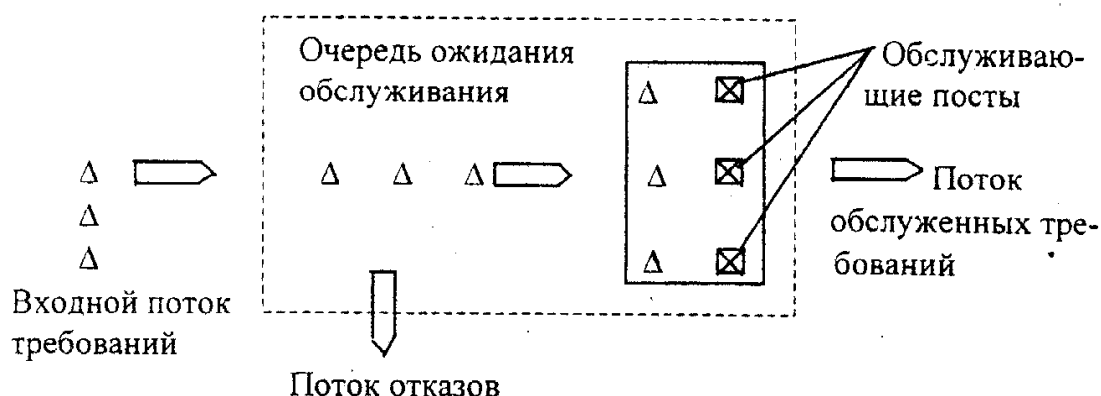 Очередь ожидания
обслуживания
Обслуживаю-
щие посты
Поток
обслуженных тре-
бований
Входной поток
требований
Поток отказов